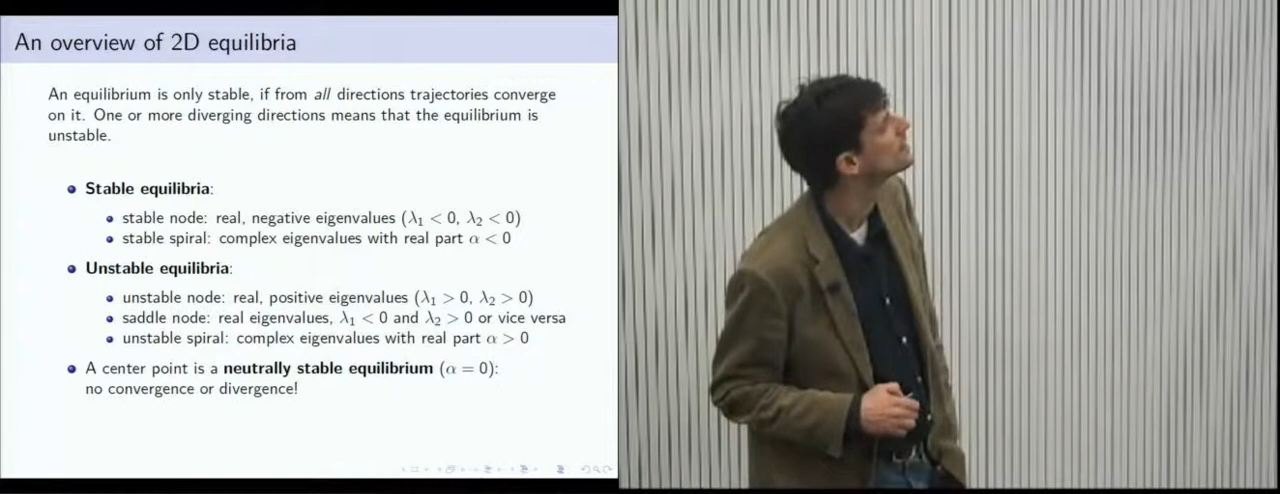 An overview of 2D equilibria
An equilibrium is only stable, if from all directions trajectories converge
on it. One or more diverging directions means that the equilibrium is
unstable.
Stable equilibria:
stable node: real, negative eigenvalues (λ₁ < 0, λ₂ < 0)
stable spiral: complex eigenvalues with real part α < 0
Unstable equilibria:
unstable node: real, positive eigenvalues (λ₁ > 0, λ₂ > 0)
saddle node: real eigenvalues, λ₁ < 0 and λ₂ > 0 or vice versa
unstable spiral: complex eigenvalues with real part α > 0
A center point is a neutrally stable equilibrium (α = 0):
no convergence or divergence!